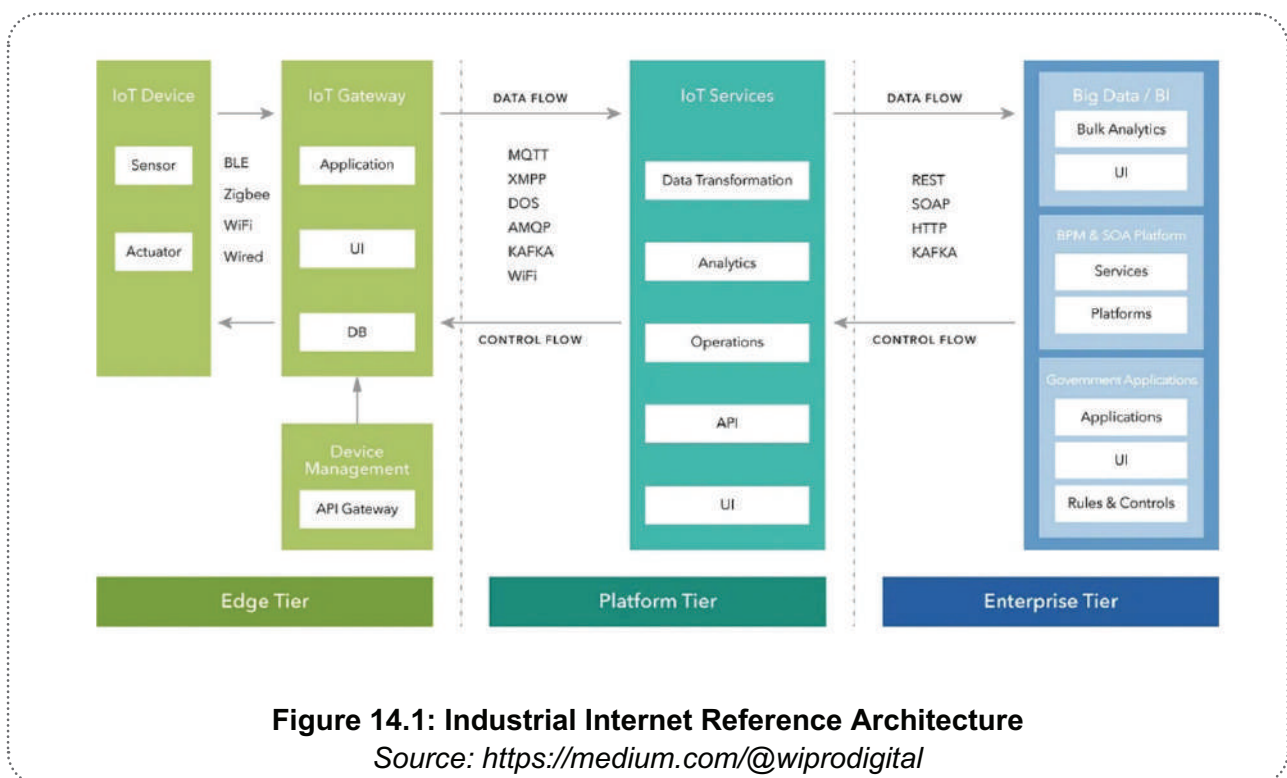 IoT Device
Sensor
Actuator
BLE
Zigbee
WiFi
Wired
IoT Gateway
Application
UI
DB
Device
Management
API Gateway
DATA FLOW
MQTT
XMPP
DOS
AMQP
KAFKA
WiFi
CONTROL FLOW
IoT Services
Data Transformation
Analytics
Operations
API
UI
DATA FLOW
REST
SOAP
HTTP
KAFKA
CONTROL FLOW
Big Data / BI
Bulk Analytics
UI
BPM & SOA Platform
Services
Platforms
Government Applications
Applications
UI
Rules & Controls
Edge Tier
Platform Tier
Enterprise Tier
Figure 14.1: Industrial Internet Reference Architecture
Source: https://medium.com/@wiprodigital